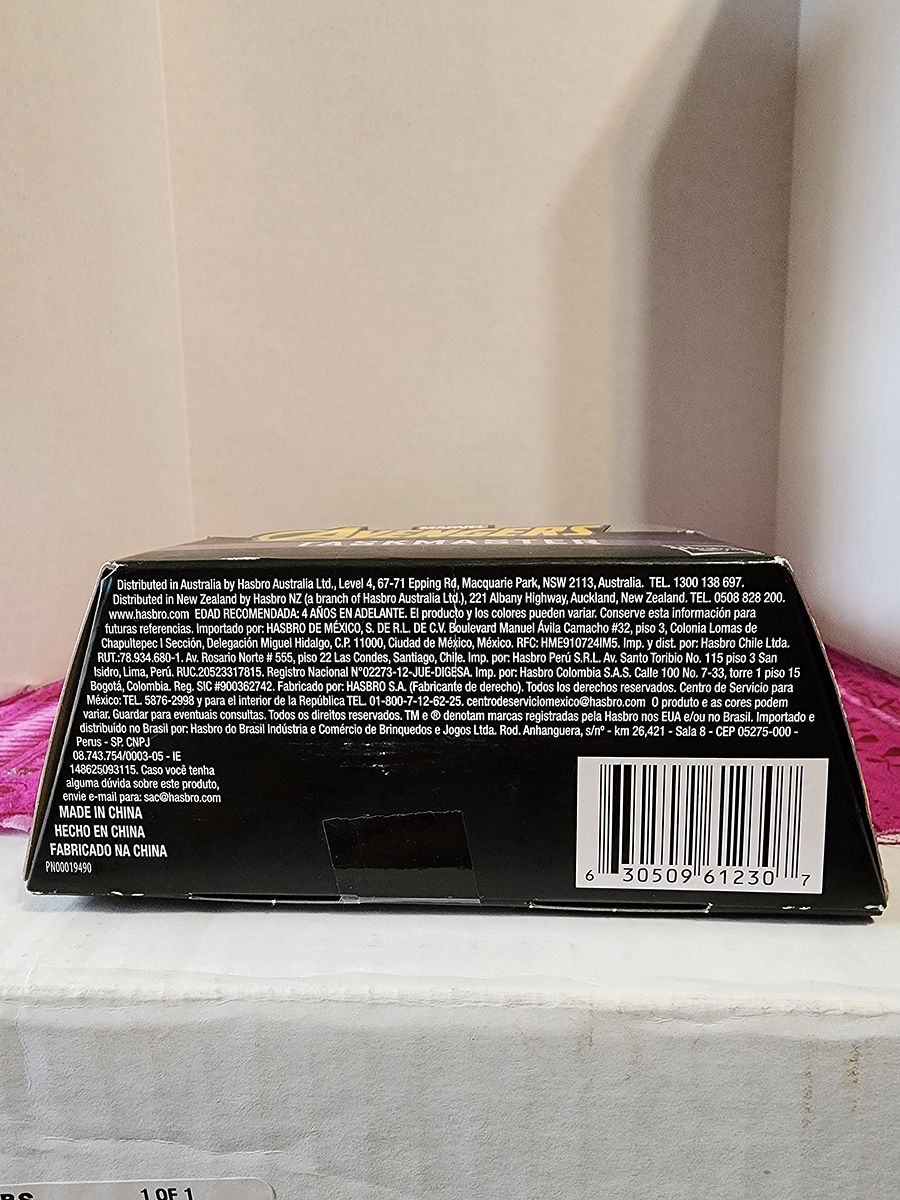 MARVEL
AVENGERS
TASKMASTER
Distributed in Australia by Hasbro Australia Ltd., Level 4, 67-71 Epping Rd, Macquarie Park, NSW 2113, Australia. TEL. 1300 138 697.
Distributed in New Zealand by Hasbro NZ (a branch of Hasbro Australia Ltd.), 221 Albany Highway, Auckland, New Zealand. TEL. 0508 828 200.
www.hasbro.com EDAD RECOMENDADA: 4 AÑOS EN ADELANTE. El producto y los colores pueden variar. Conserve esta información para
futuras referencias. Importado por: HASBRO DE MÉXICO, S. DE R.L. DE C.V. Boulevard Manuel Ávila Camacho #32, piso 3, Colonia Lomas de
Chapultepec I Sección, Delegación Miguel Hidalgo, C.P. 11000, Ciudad de México, México. RFC: HME910724IM5. Imp. y dist. por: Hasbro Chile Ltda.
RUT.:78.934.680-1. Av. Rosario Norte # 555, piso 22 Las Condes, Santiago, Chile. Imp. por: Hasbro Perú S.R.L. Av. Santo Toribio No. 115 piso 3 San
Isidro, Lima, Perú. RUC.20523317815. Registro Nacional N°02273-12-JUE-DIGESA. Imp. por: Hasbro Colombia S.A.S. Calle 100 No. 7-33, torre 1 piso 15
Bogotá, Colombia. Reg. SIC #900362742. Fabricado por: HASBRO S.A. (Fabricante de derecho). Todos los derechos reservados. Centro de Servicio para
México: TEL. 5876-2998 y para el interior de la República TEL. 01-800-7-12-62-25. centrodeserviciomexico@hasbro.com O produto e as cores podem
variar. Guardar para eventuais consultas. Todos os direitos reservados. TM e ® denotam marcas registradas pela Hasbro nos EUA e/ou no Brasil. Importado e
distribuído no Brasil por: Hasbro do Brasil Indústria e Comércio de Brinquedos e Jogos Ltda. Rod. Anhanguera, s/nº - km 26,421 - Sala 8 - CEP 05275-000 -
Perus - SP. CNPJ
08.743.754/0003-05 - IE
148625093115. Caso você tenha
alguma dúvida sobre este produto,
envie e-mail para: sac@hasbro.com
MADE IN CHINA
HECHO EN CHINA
FABRICADO NA CHINA
PN00019490
6 30509 61230 7
1 OF 1